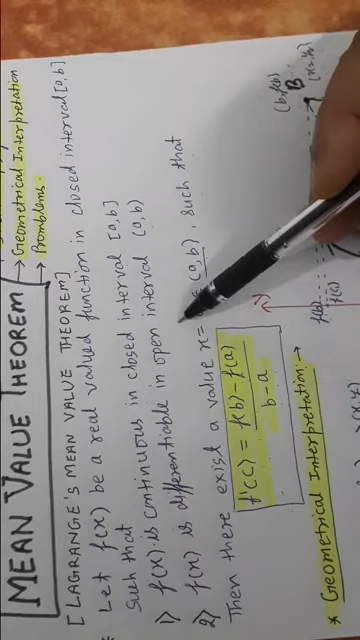 MEAN VALUE THEOREM
→ Geometrical Interpretation
→ Promblems.
[LAGRANGE'S MEAN VALUE THEOREM]
Let f(x) be a real valued function in closed interval [a,b]
Such that
1) f(x) is continuous in closed interval [a,b]
2) f(x) is differentiable in open interval (a,b)
Then there exist a value x= (a,b), such that
f'(c) = f(b) - f(a)
b - a
* Geometrical Interpretation:→
(b, f(b))
B
f(b)
f(x)